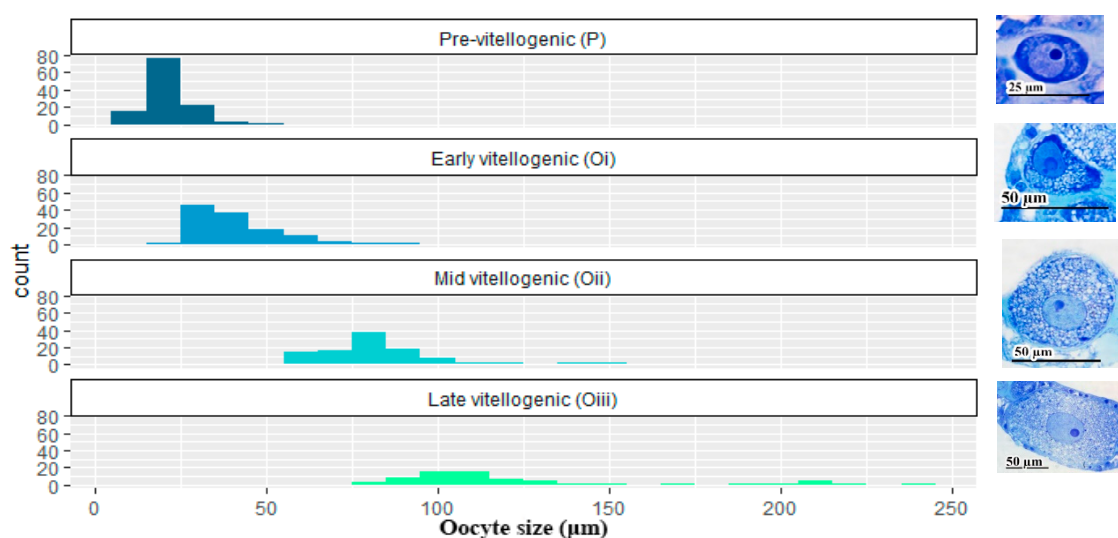 Pre-vitellogenic (P)
80
60
40
20
0
25 µm
Early vitellogenic (Oi)
80
60
40
20
0
50 µm
count
Mid vitellogenic (Oii)
80
60
40
20
0
50 µm
Late vitellogenic (Oiii)
80
60
40
20
0
50 µm
0 50 100 150 200 250
Oocyte size (µm)